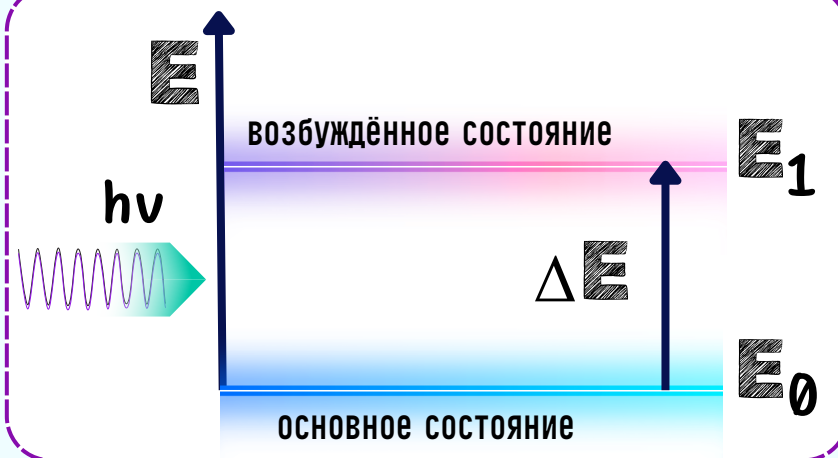 E
возбуждённое состояние
E₁
hν
ΔE
E₀
основное состояние